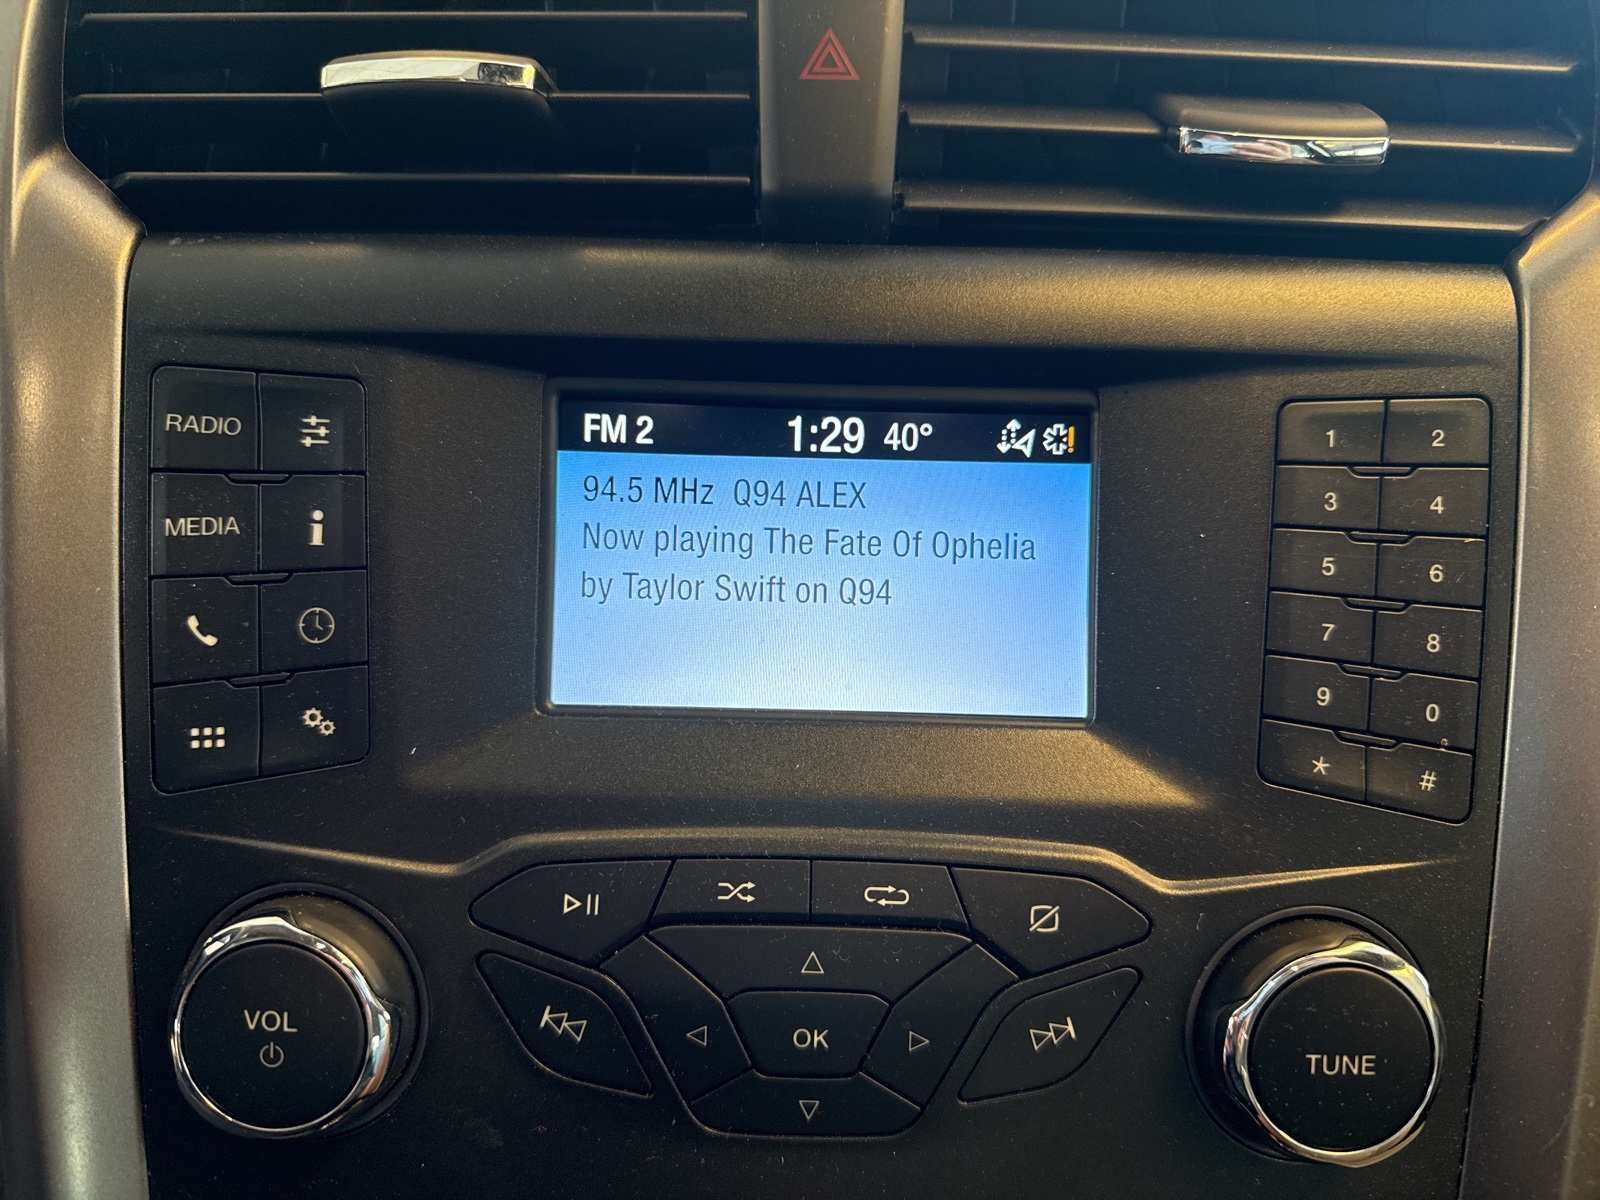 FM 2 1:29 40°
94.5 MHz Q94 ALEX
Now playing The Fate Of Ophelia
by Taylor Swift on Q94
RADIO
MEDIA
i
1 2
3 4
5 6
7 8
9 0
* #
VOL
OK
TUNE